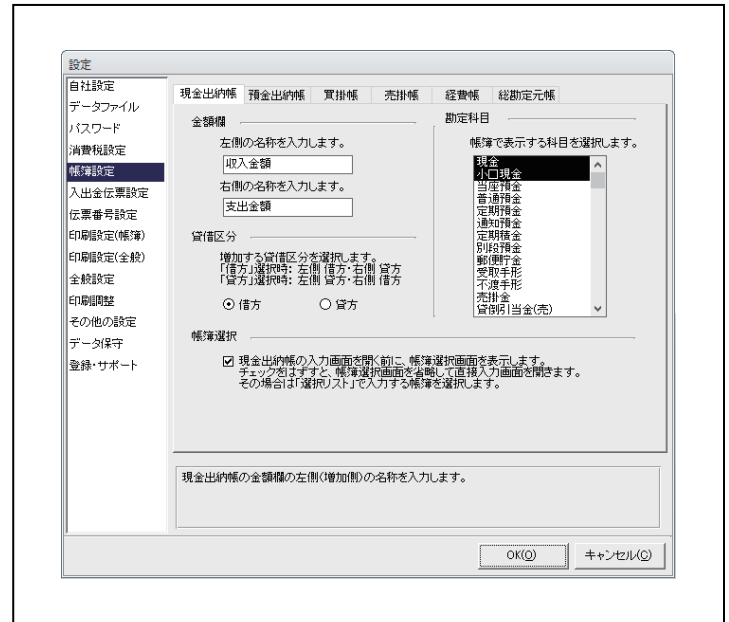 設定
自社設定
データファイル
パスワード
消費税設定
帳簿設定
入出金伝票設定
伝票番号設定
印刷設定(帳簿)
印刷設定(全般)
全般設定
印刷調整
その他の設定
データ保守
登録・サポート
現金出納帳 預金出納帳 買掛帳 売掛帳 経費帳 総勘定元帳
金額欄
左側の名称を入力します。
収入金額
右側の名称を入力します。
支出金額
貸借区分
増加する貸借区分を選択します。
「借方」選択時: 左側 借方・右側 貸方
「貸方」選択時: 左側 貸方・右側 借方
借方 貸方
勘定科目
帳簿で表示する科目を選択します。
現金
小口現金
当座預金
普通預金
定期預金
通知預金
定期積金
別段預金
郵便貯金
受取手形
不渡手形
売掛金
貸倒引当金(売)
帳簿選択
現金出納帳の入力画面を開く前に、帳簿選択画面を表示します。
チェックをはずすと、帳簿選択画面を省略して直接入力画面を開きます。
その場合は「選択リスト」で入力する帳簿を選択します。
現金出納帳の金額欄の左側(増加側)の名称を入力します。
OK(O) キャンセル(C)